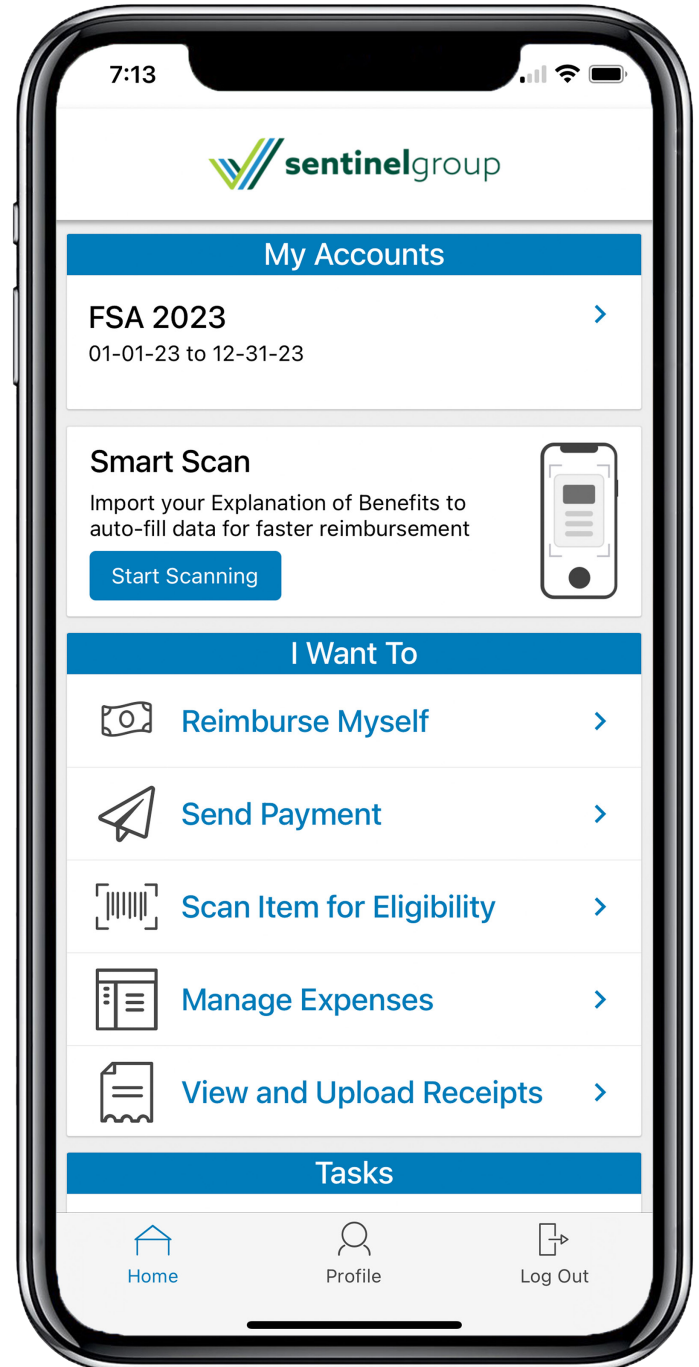 7:13
sentinelgroup
My Accounts
FSA 2023
01-01-23 to 12-31-23
Smart Scan
Import your Explanation of Benefits to
auto-fill data for faster reimbursement
Start Scanning
I Want To
Reimburse Myself
Send Payment
Scan Item for Eligibility
Manage Expenses
View and Upload Receipts
Tasks
Home Profile Log Out